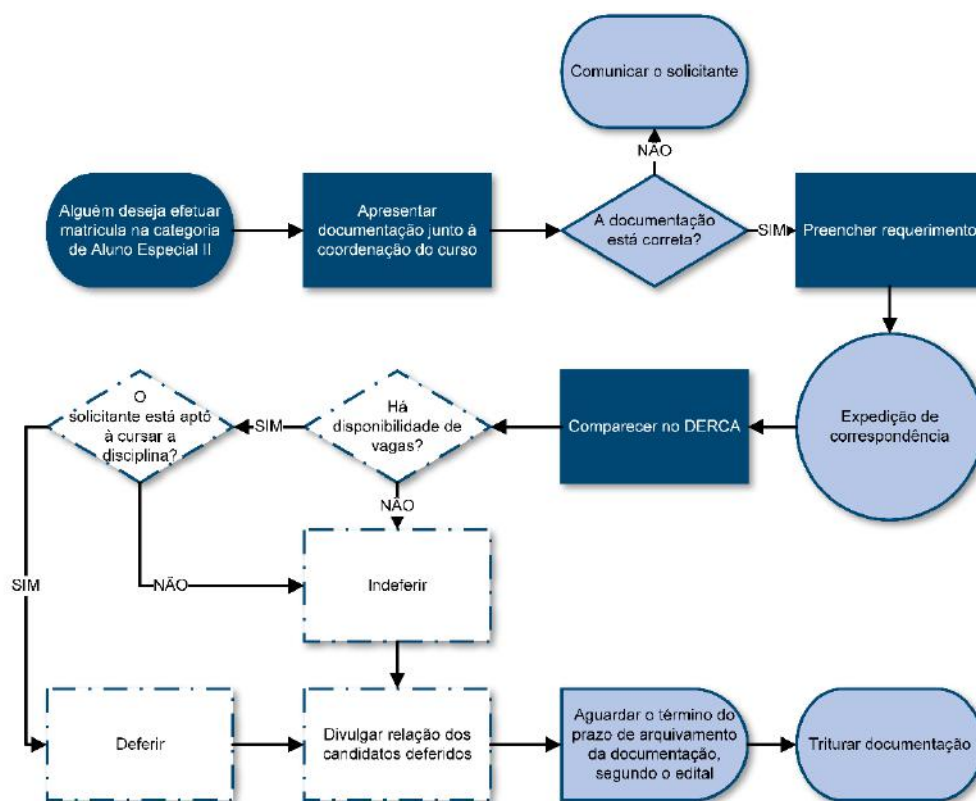 Comunicar o solicitante
NÃO
Alguém deseja efetuar
matricula na categoria
de Aluno Especial II
Apresentar
documentação junto à
coordenação do curso
A documentação
está correta?
SIM
Preencher requerimento
O
solicitante está apto
à cursar a
disciplina?
SIM
Há
disponibilidade de
vagas?
Comparecer no DERCA
Expedição de
correspondência
NÃO
SIM
NÃO
Indeferir
Deferir
Divulgar relação dos
candidatos deferidos
Aguardar o término do
prazo de arquivamento
da documentação,
segundo o edital
Triturar documentação